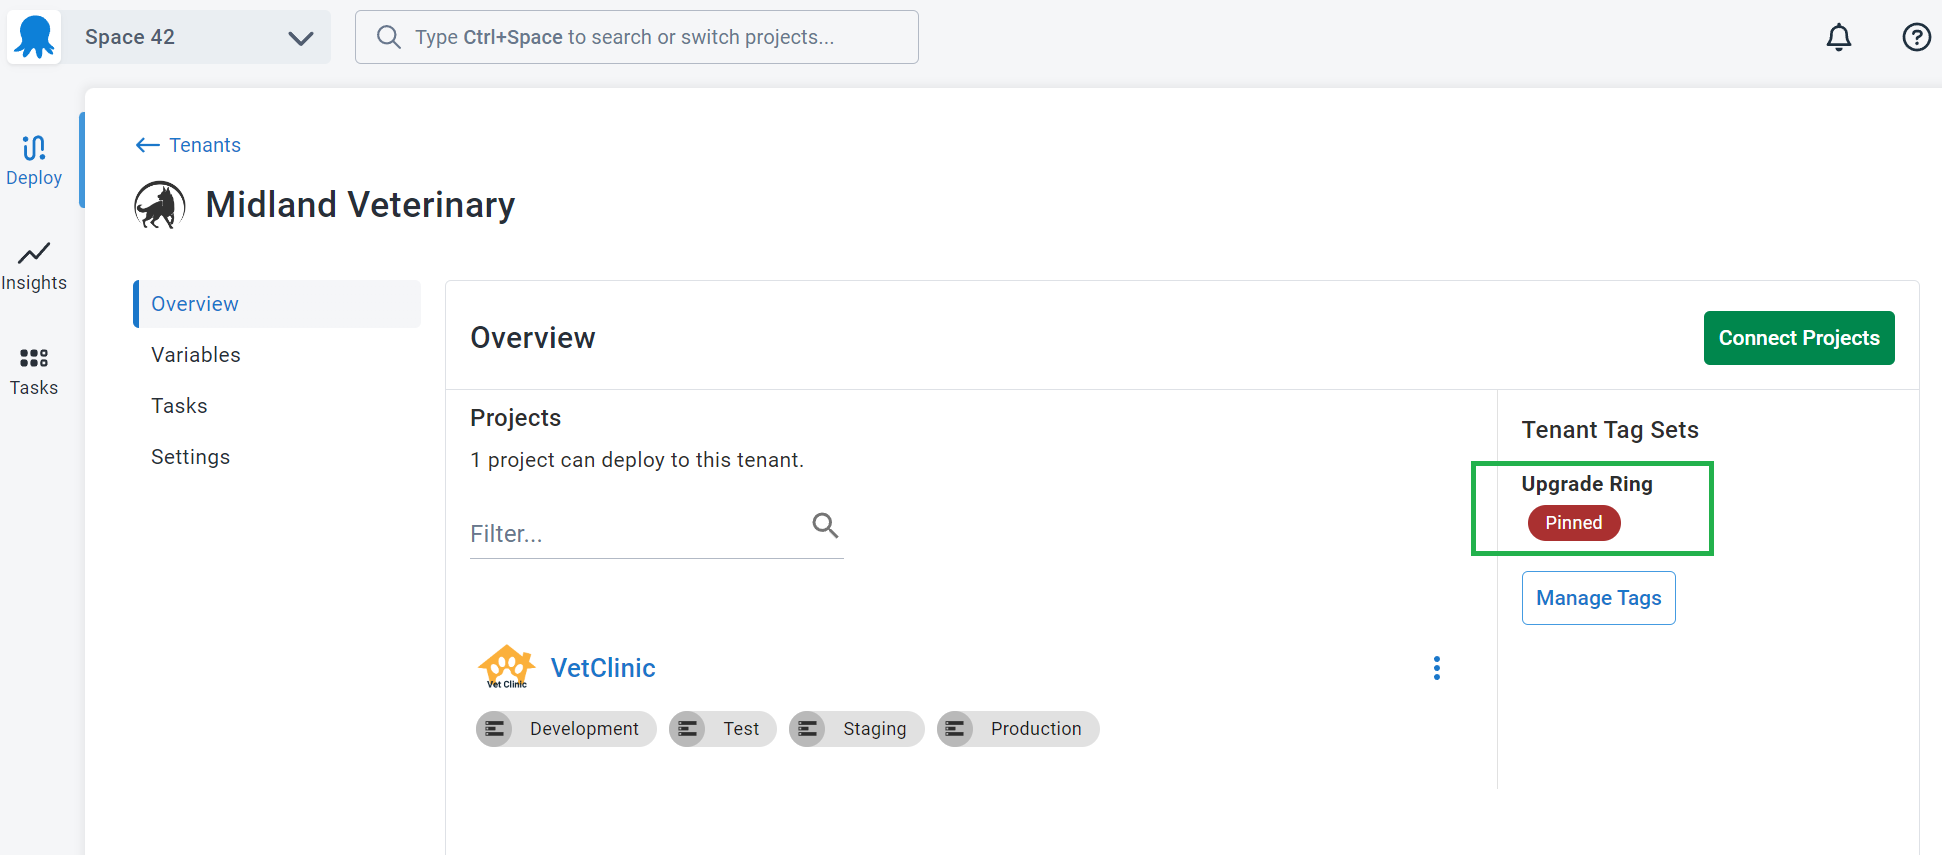 Space 42
Type Ctrl+Space to search or switch projects...
Deploy
Insights
Tasks
Tenants
Midland Veterinary
Overview
Variables
Tasks
Settings
Overview
Connect Projects
Projects
1 project can deploy to this tenant.
Filter...
Vet Clinic
VetClinic
Development
Test
Staging
Production
Tenant Tag Sets
Upgrade Ring
Pinned
Manage Tags